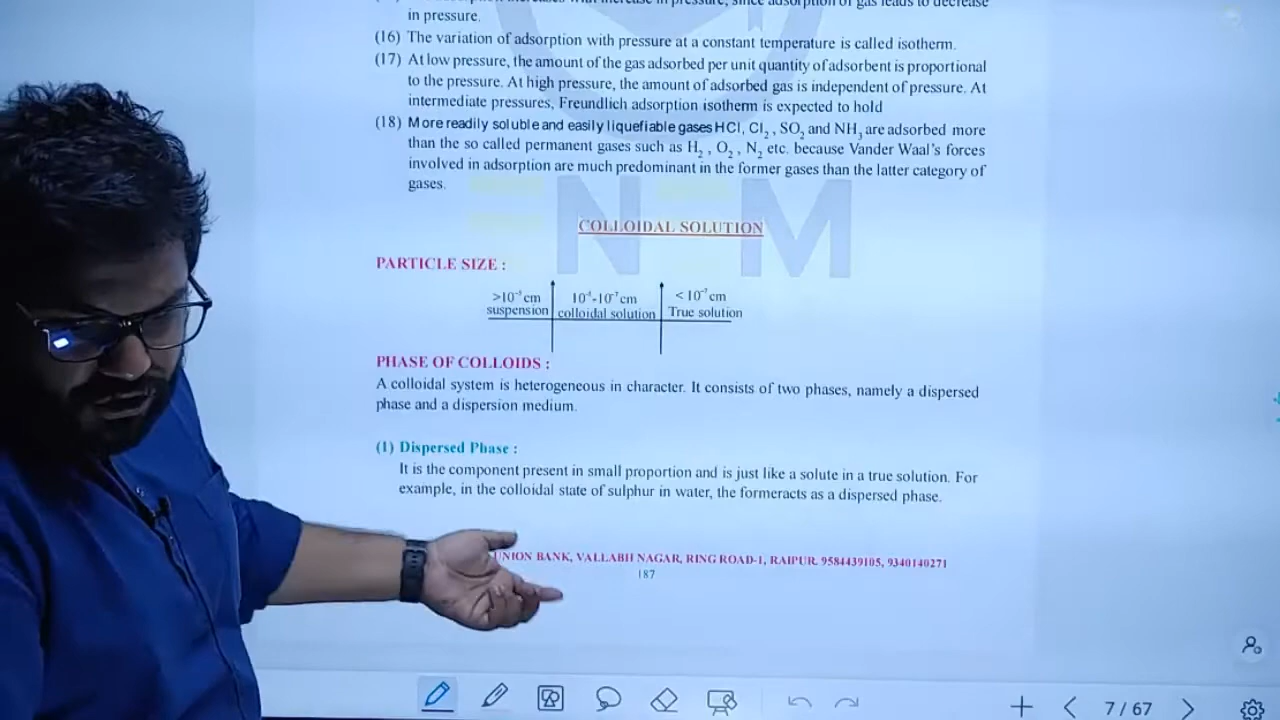 in pressure.
(16) The variation of adsorption with pressure at a constant temperature is called isotherm.
(17) At low pressure, the amount of the gas adsorbed per unit quantity of adsorbent is proportional
to the pressure. At high pressure, the amount of adsorbed gas is independent of pressure. At
intermediate pressures, Freundlich adsorption isotherm is expected to hold
(18) More readily soluble and easily liquefiable gases HCl, Cl₂ , SO₂ and NH₃ are adsorbed more
than the so called permanent gases such as H₂ , O₂ , N₂ etc. because Vander Waal's forces
involved in adsorption are much predominant in the former gases than the latter category of
gases.
N M
COLLOIDAL SOLUTION
PARTICLE SIZE :
cm
suspension
cm
colloidal solution
< 10⁻⁷cm
True solution
PHASE OF COLLOIDS :
A colloidal system is heterogeneous in character. It consists of two phases, namely a dispersed
phase and a dispersion medium.
(1) Dispersed Phase :
It is the component present in small proportion and is just like a solute in a true solution. For
example, in the colloidal state of sulphur in water, the formeracts as a dispersed phase.
UNION BANK, VALLABH NAGAR, RING ROAD-1, RAIPUR. 9584439105, 9340140271
187
7 / 67